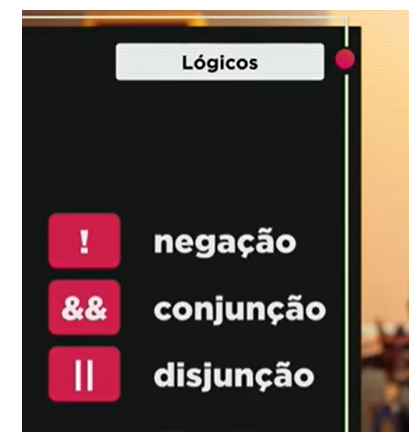 Lógicos
! negação
&& conjunção
|| disjunção